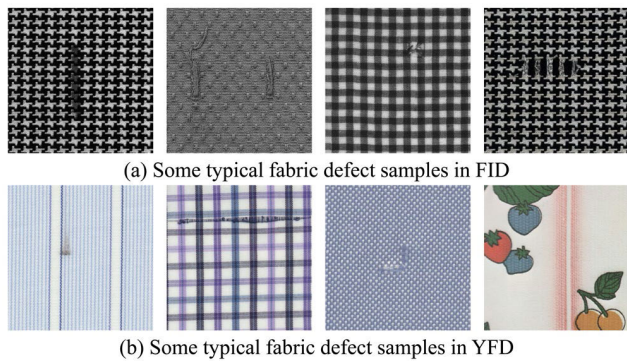 (a) Some typical fabric defect samples in FID
(b) Some typical fabric defect samples in YFD